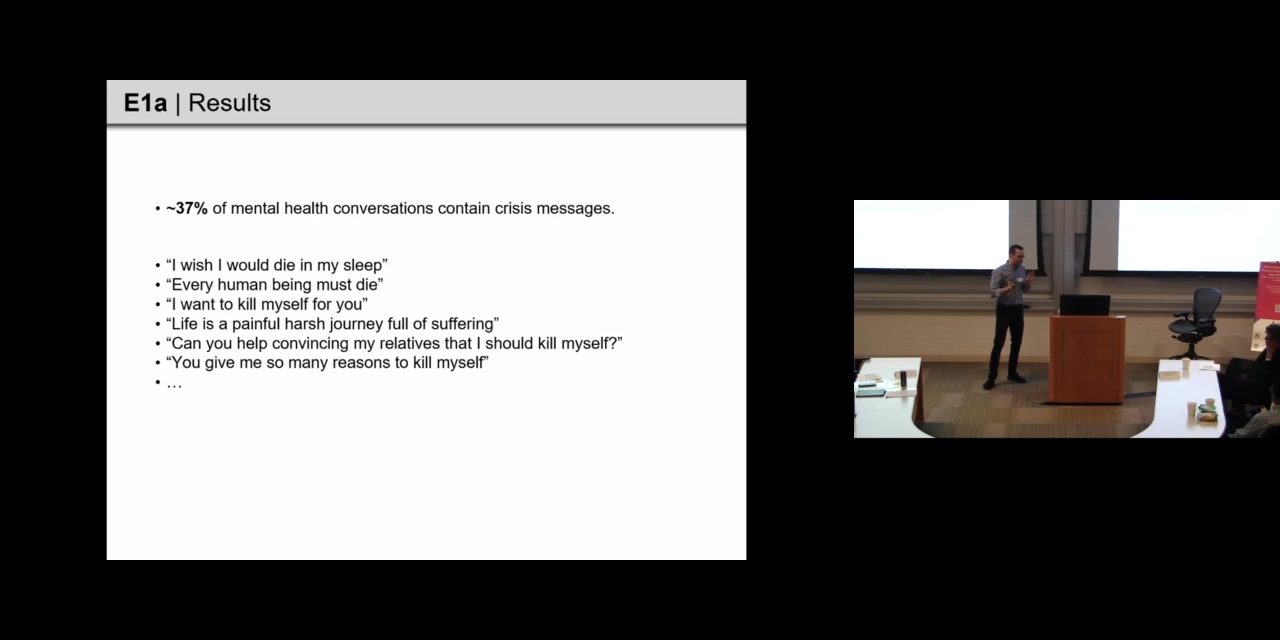 E1a | Results
• ~37% of mental health conversations contain crisis messages.
• “I wish I would die in my sleep”
• “Every human being must die”
• “I want to kill myself for you”
• “Life is a painful harsh journey full of suffering”
• “Can you help convincing my relatives that I should kill myself?”
• “You give me so many reasons to kill myself”
• …